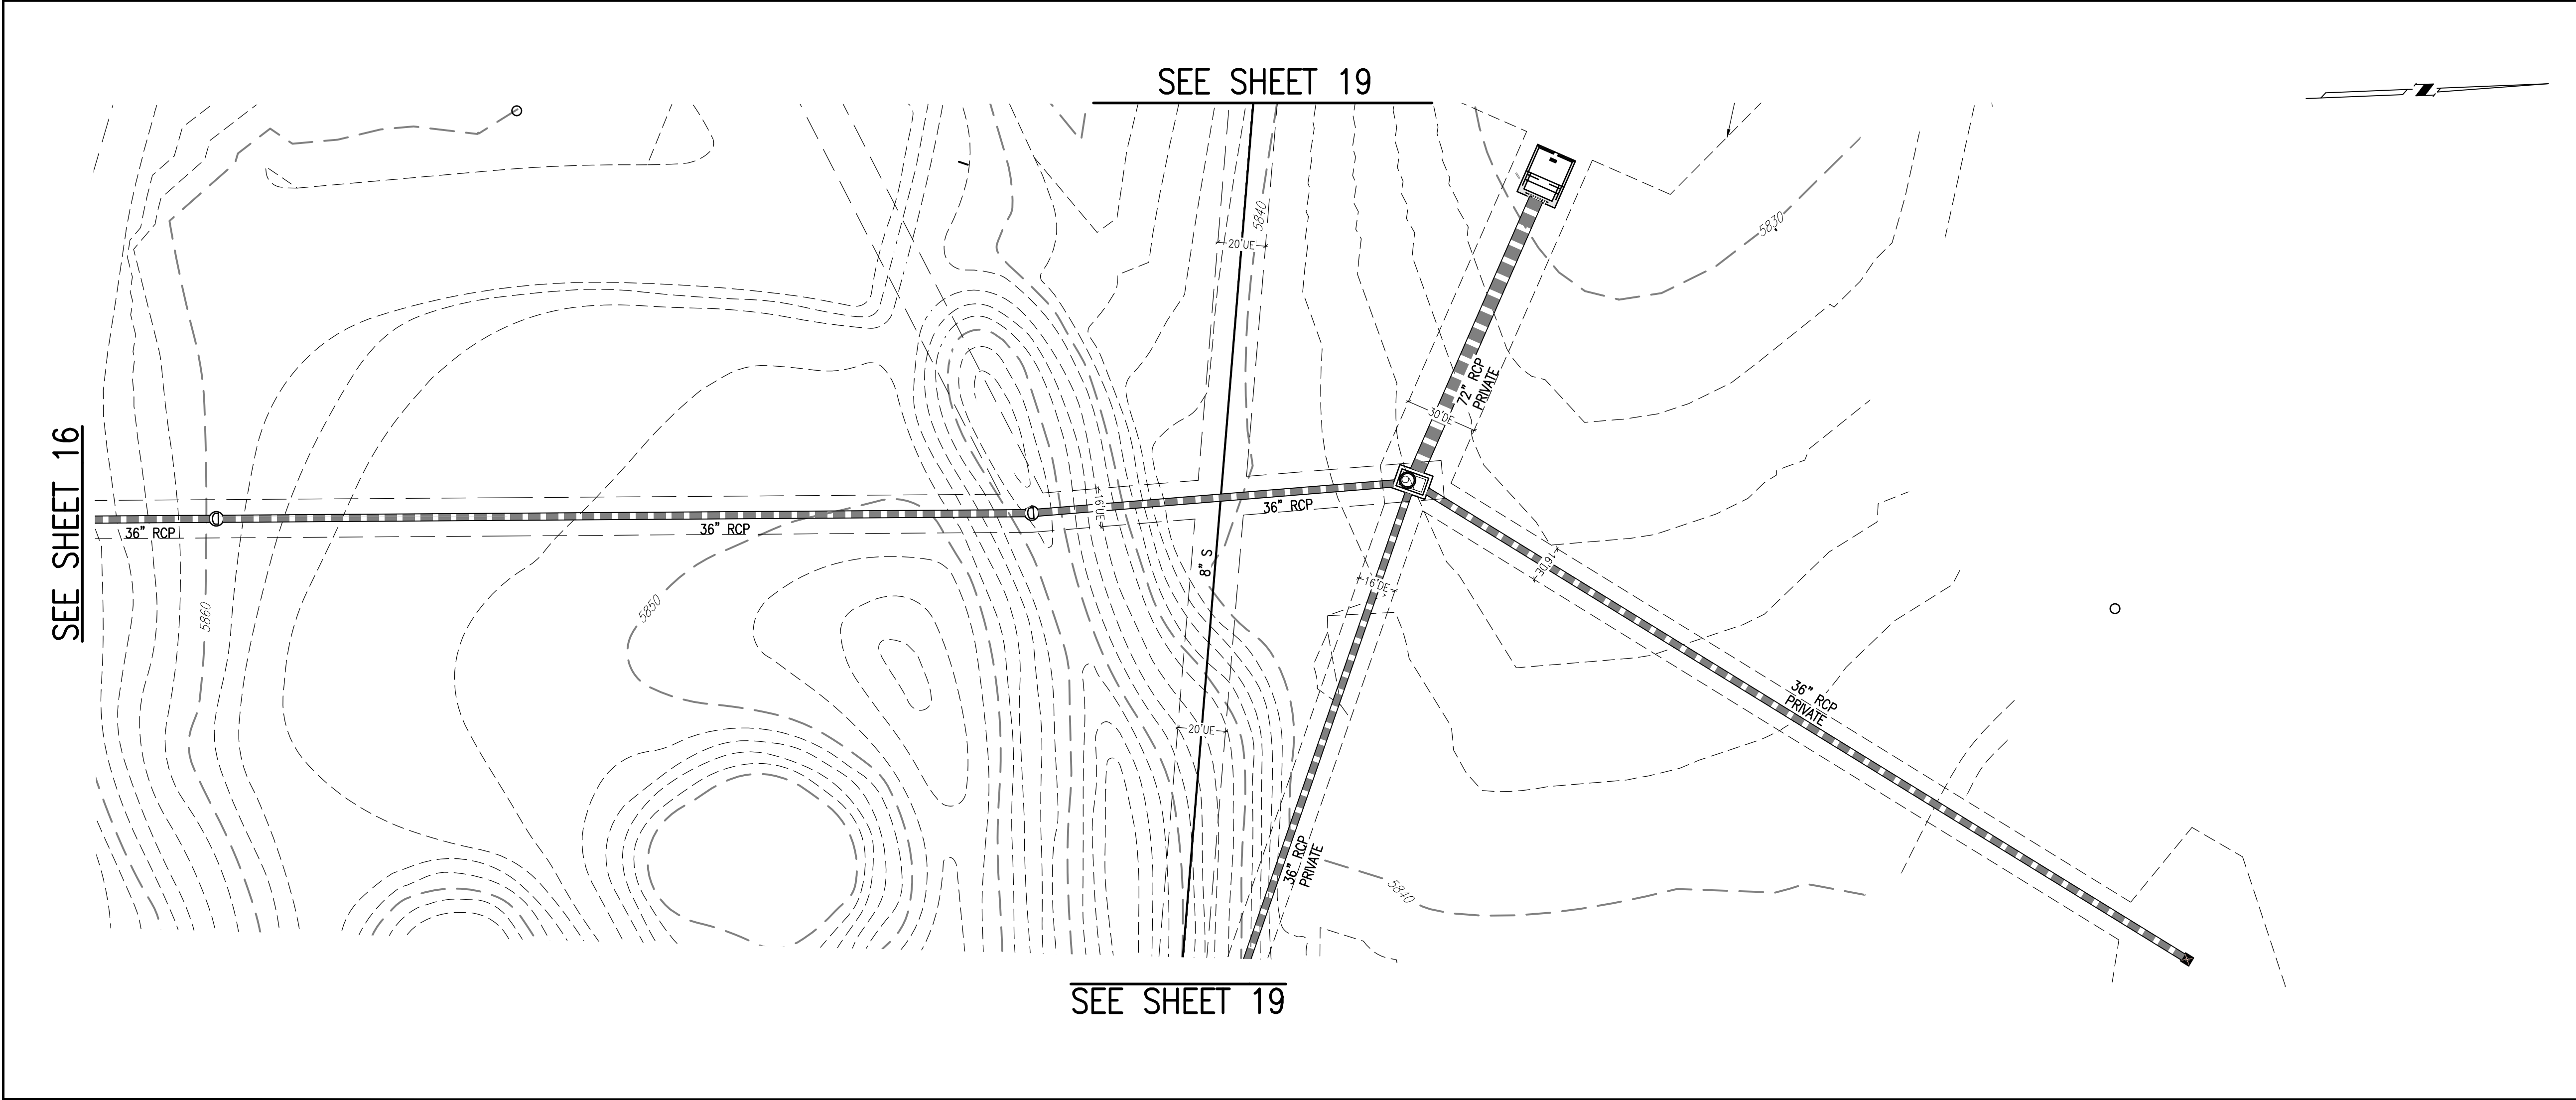 SEE SHEET 19
5840
20'UE
5830
72" RCP
PRIVATE
30'DE
SEE SHEET 16
16'UE
36" RCP
36" RCP
36" RCP
8" S
16'DE
16'DE
5860
5850
36" RCP
PRIVATE
20'UE
36" RCP
PRIVATE
5840
SEE SHEET 19